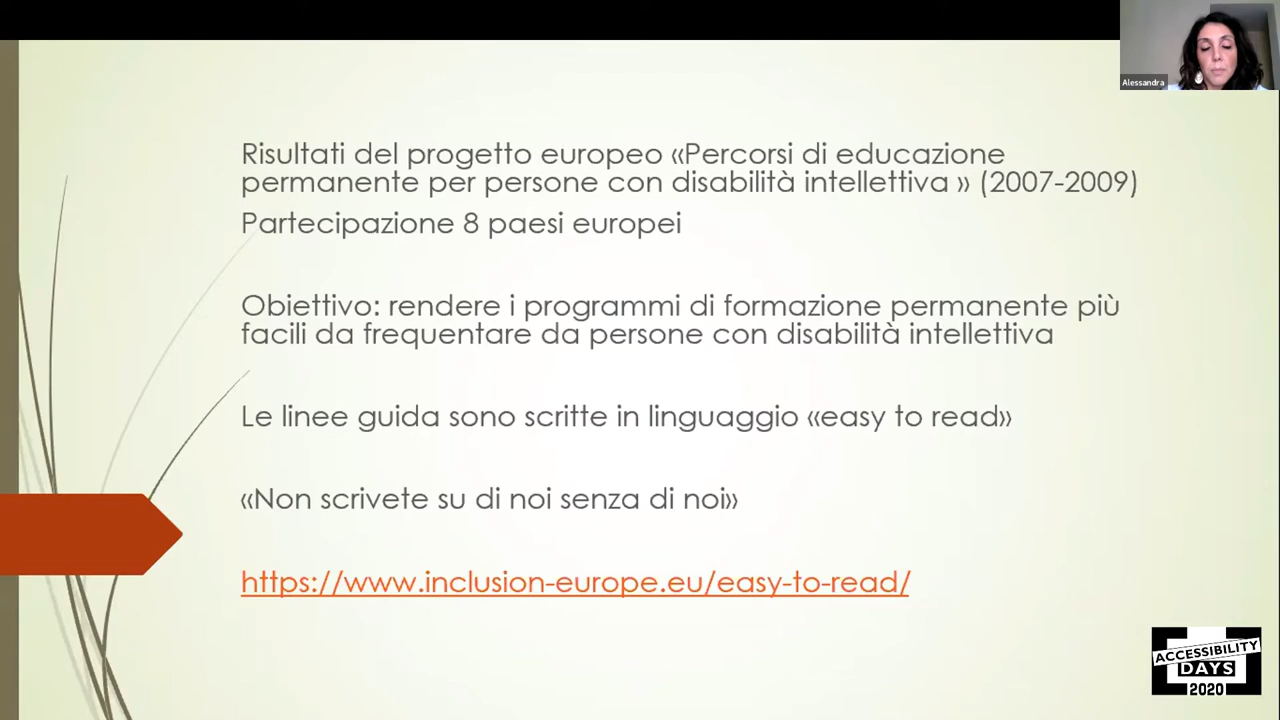 Alessandra
Risultati del progetto europeo «Percorsi di educazione
permanente per persone con disabilità intellettiva » (2007-2009)
Partecipazione 8 paesi europei
Obiettivo: rendere i programmi di formazione permanente più
facili da frequentare da persone con disabilità intellettiva
Le linee guida sono scritte in linguaggio «easy to read»
«Non scrivete su di noi senza di noi»
https://www.inclusion-europe.eu/easy-to-read/
ACCESSIBILITY
DAYS
2020